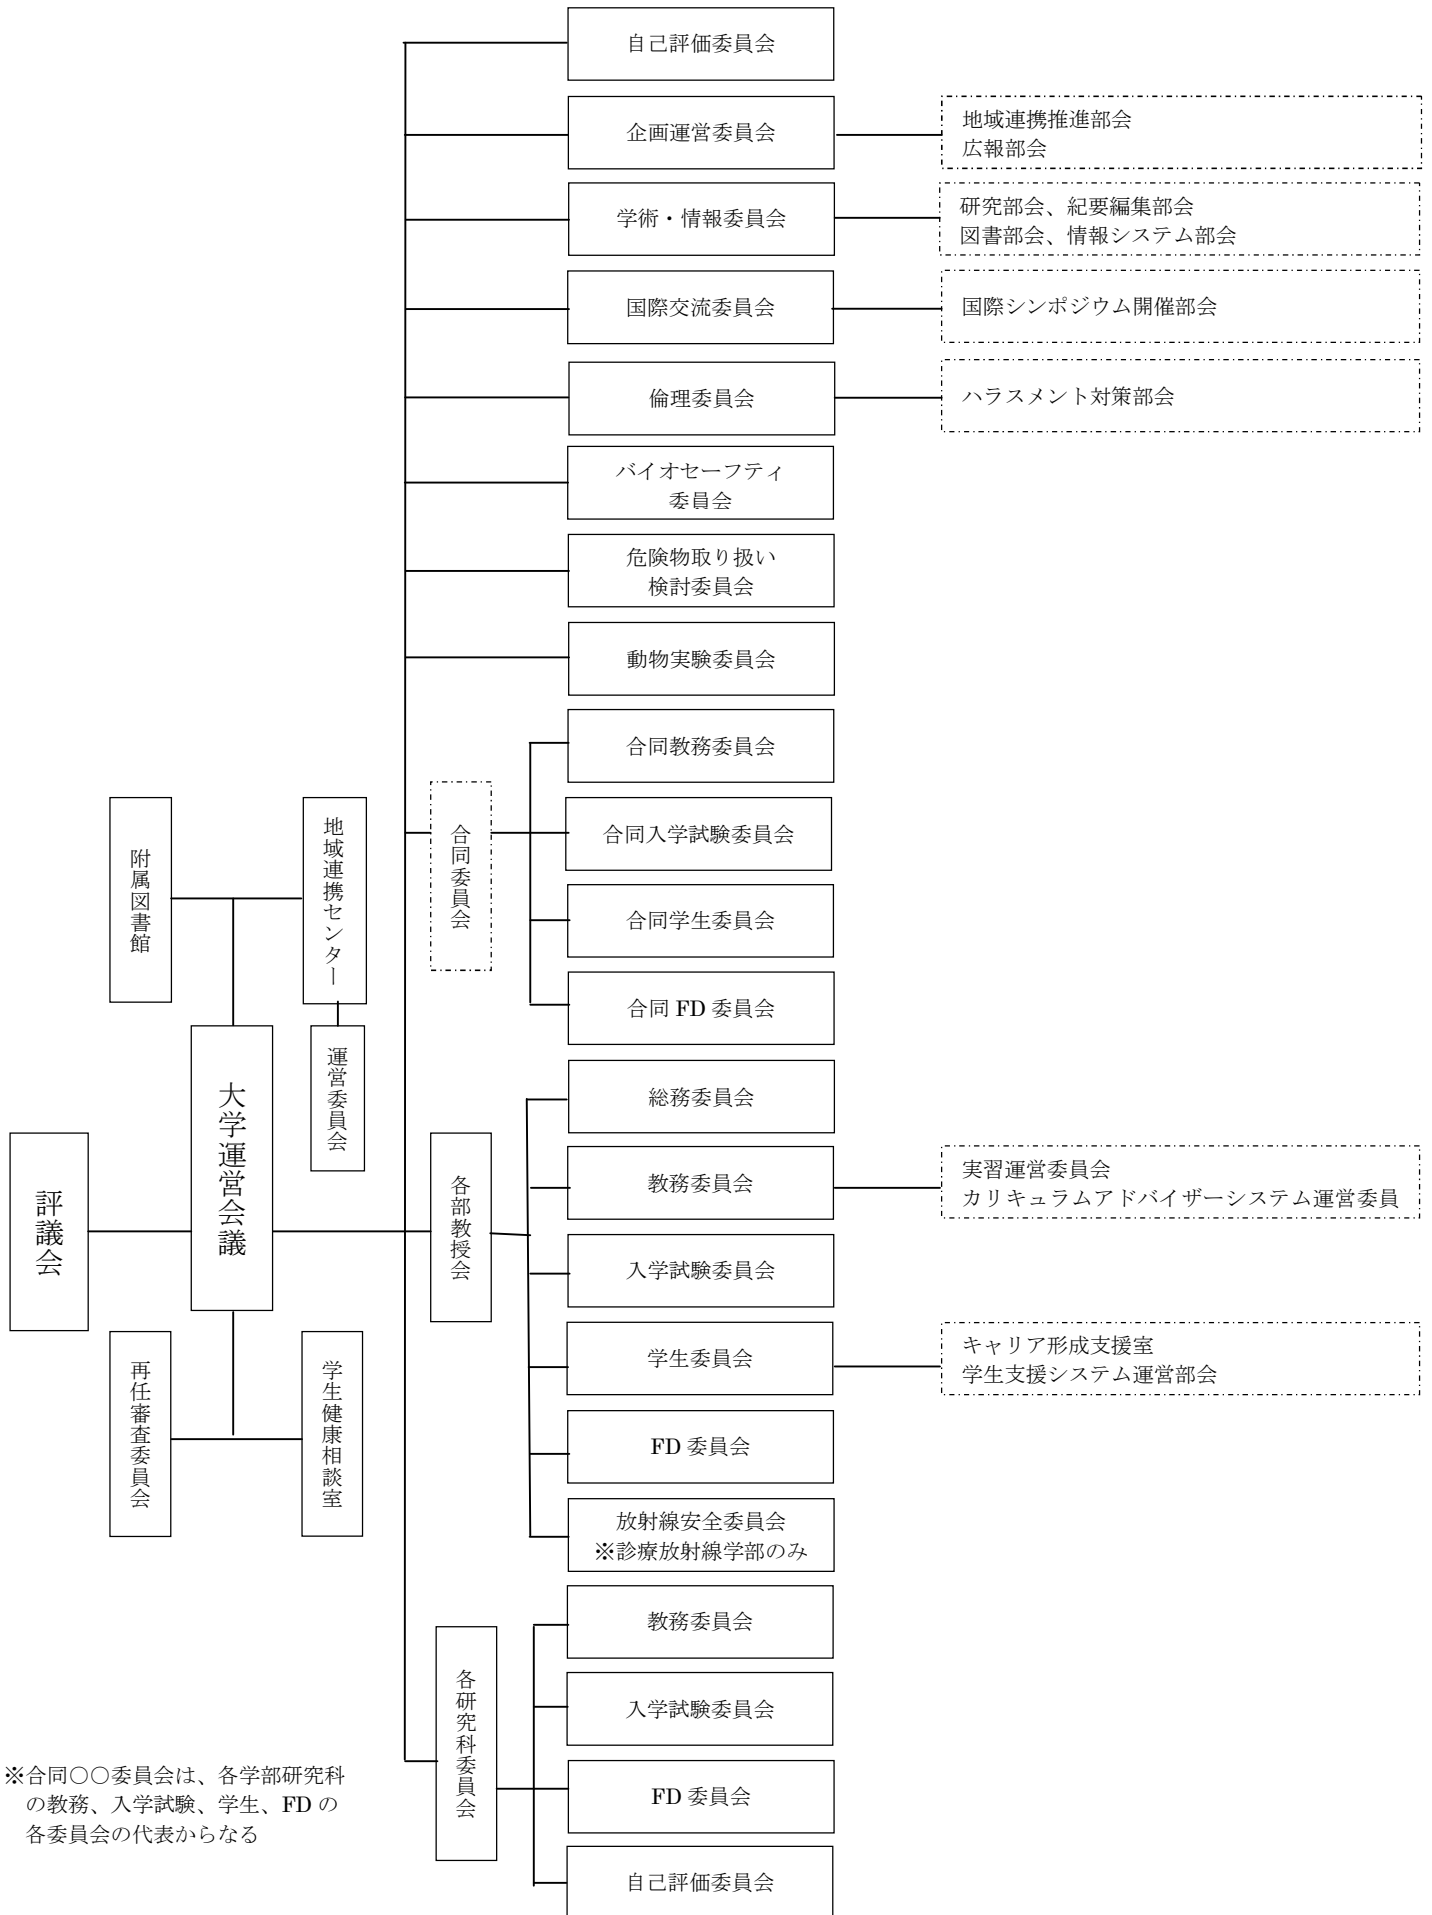 自己評価委員会
企画運営委員会
地域連携推進部会
広報部会
学術・情報委員会
研究部会、紀要編集部会
図書部会、情報システム部会
国際交流委員会
国際シンポジウム開催部会
倫理委員会
ハラスメント対策部会
バイオセーフティ
委員会
危険物取り扱い
検討委員会
動物実験委員会
合同委員会
合同教務委員会
合同入学試験委員会
合同学生委員会
合同 FD 委員会
附属図書館
地域連携センター
運営委員会
大学運営会議
評議会
再任審査委員会
学生健康相談室
各部教授会
総務委員会
教務委員会
実習運営委員会
カリキュラムアドバイザーシステム運営委員
入学試験委員会
学生委員会
キャリア形成支援室
学生支援システム運営部会
FD 委員会
放射線安全委員会
※診療放射線学部のみ
各研究科委員会
教務委員会
入学試験委員会
FD 委員会
自己評価委員会
※合同○○委員会は、各学部研究科
の教務、入学試験、学生、FD の
各委員会の代表からなる